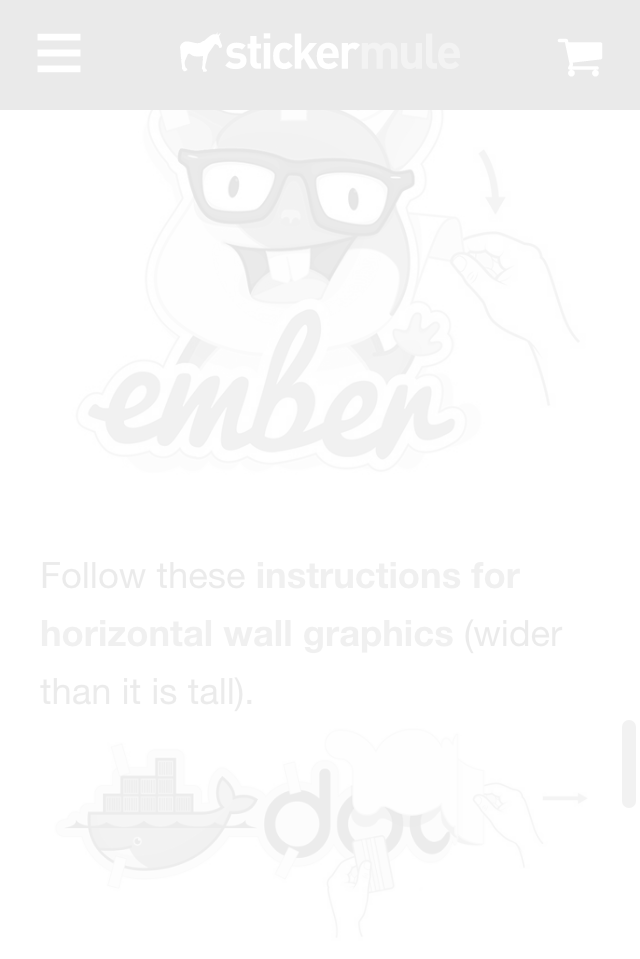 stickermule
ember
Follow these instructions for
horizontal wall graphics (wider
than it is tall).
doc